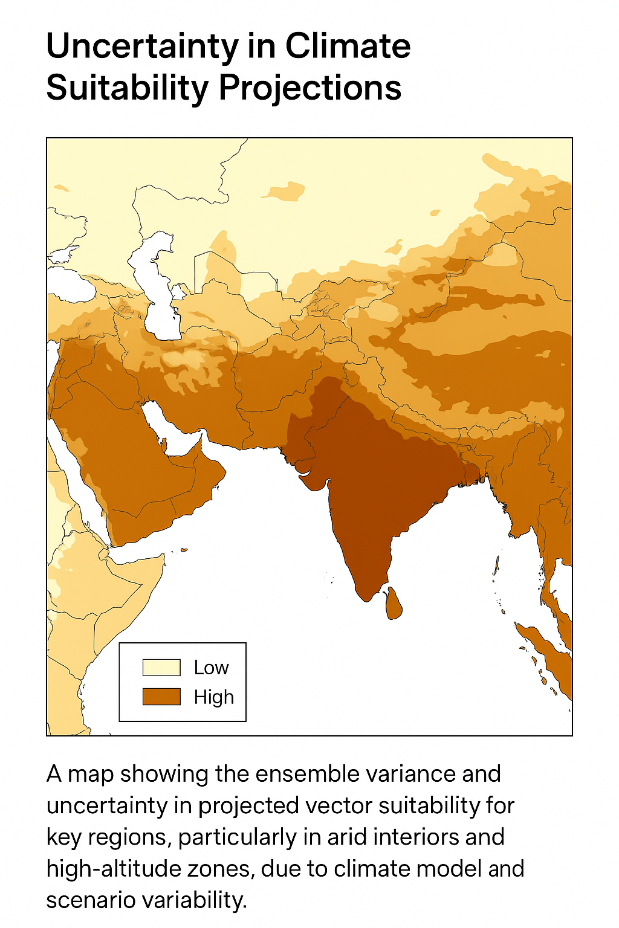 Uncertainty in Climate
Suitability Projections
Low
High
A map showing the ensemble variance and
uncertainty in projected vector suitability for
key regions, particularly in arid interiors and
high-altitude zones, due to climate model and
scenario variability.